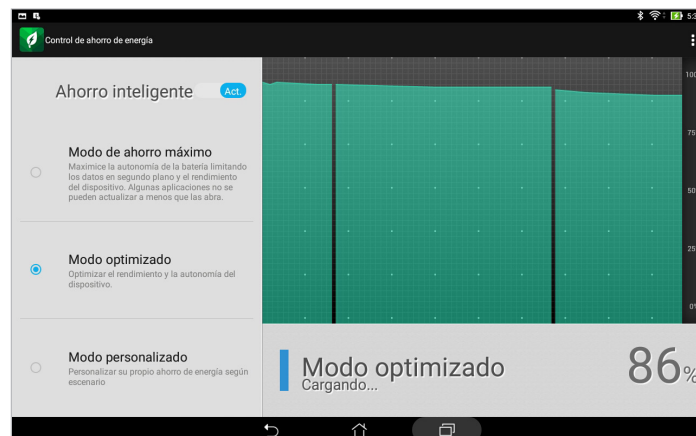 5:3
Control de ahorro de energía
Ahorro inteligente
Act.
Modo de ahorro máximo
Maximice la autonomía de la batería limitando
los datos en segundo plano y el rendimiento
del dispositivo. Algunas aplicaciones no se
pueden actualizar a menos que las abra.
Modo optimizado
Optimizar el rendimiento y la autonomía del
dispositivo.
Modo personalizado
Personalizar su propio ahorro de energía según
escenario
100
75
50
25
0
Modo optimizado
Cargando...
86%